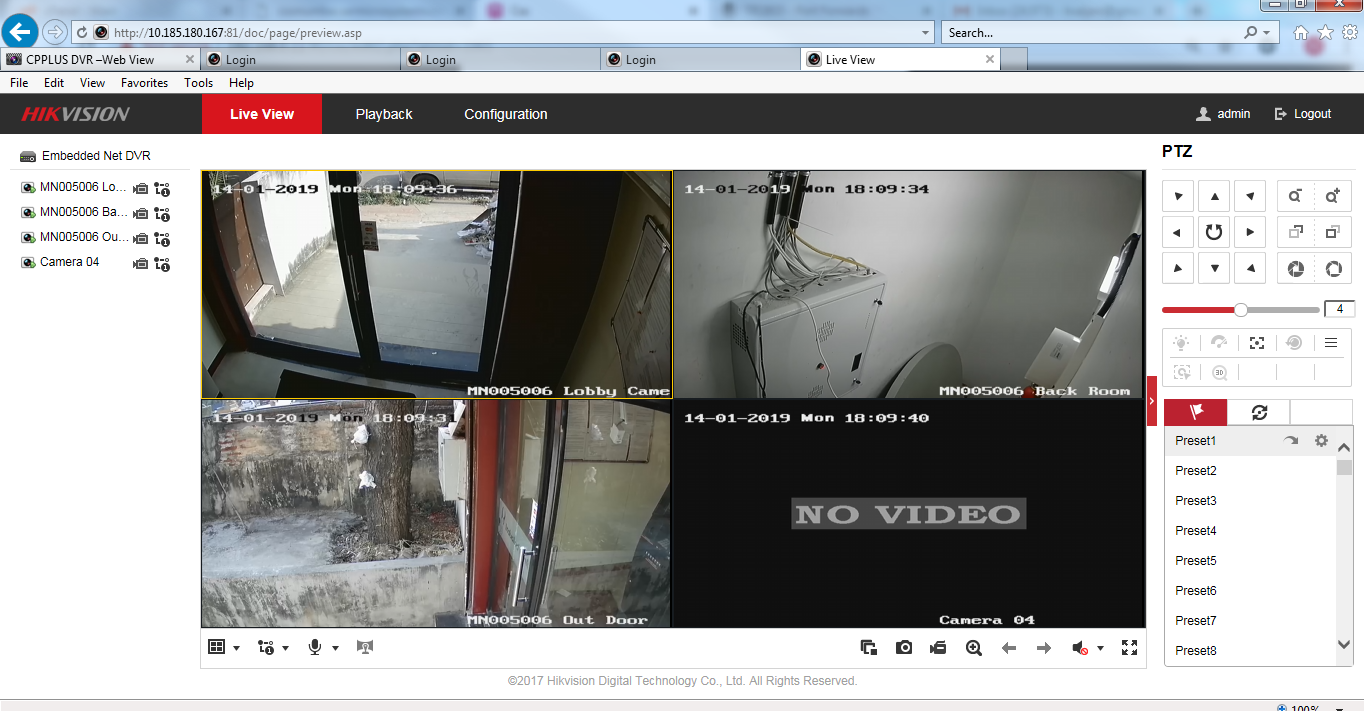 http://10.185.180.167:81/doc/page/preview.asp
Search...
CPPLUS DVR –Web View
Login
Login
Login
Live View
File Edit View Favorites Tools Help
HIKVISION
Live View
Playback
Configuration
admin
Logout
Embedded Net DVR
MN005006 Lo...
MN005006 Ba...
MN005006 Ou...
Camera 04
14-01-2019 Mon 18:09:36
MN005006 Lobby Came
14-01-2019 Mon 18:09:34
MN005006 Back Room
14-01-2019 Mon 18:09:31
MN005006 Out Door
14-01-2019 Mon 18:09:40
NO VIDEO
Camera 04
PTZ
4
3D
Preset1
Preset2
Preset3
Preset4
Preset5
Preset6
Preset7
Preset8
©2017 Hikvision Digital Technology Co., Ltd. All Rights Reserved.
100%